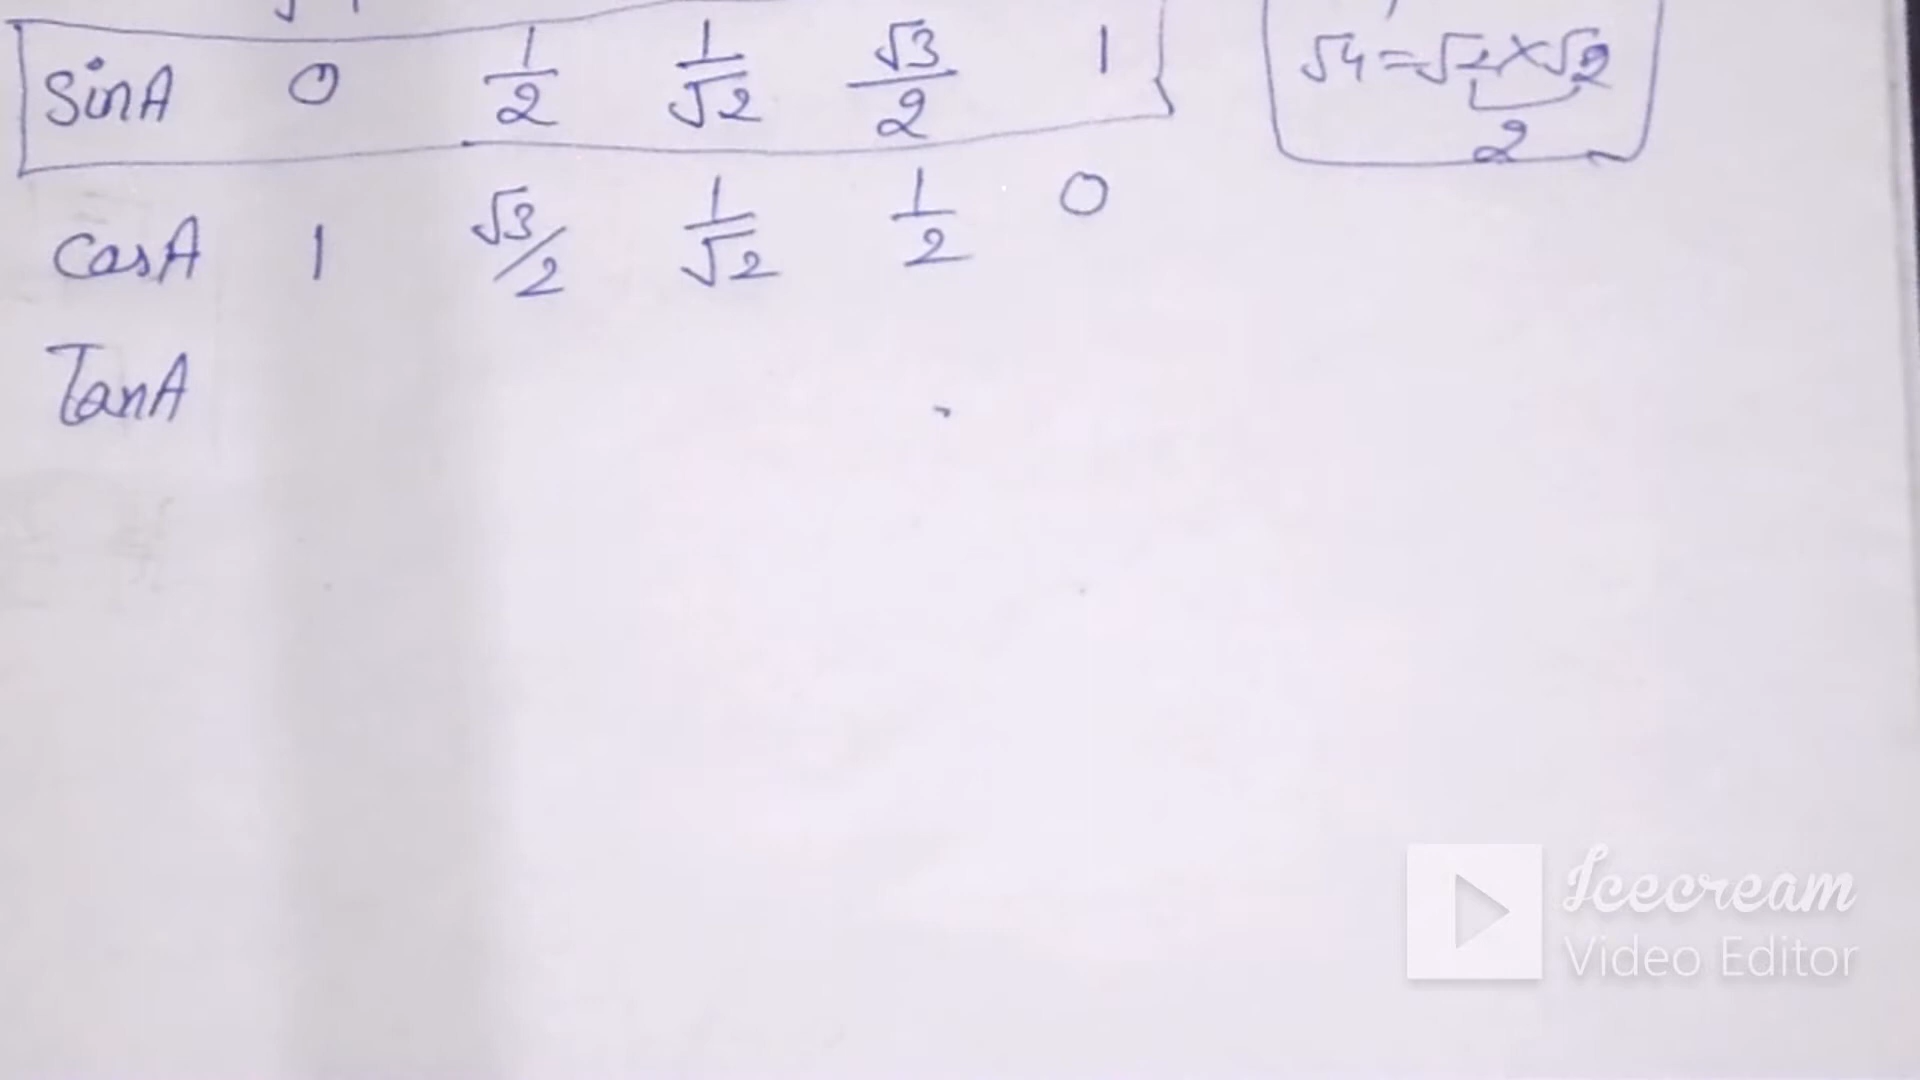 SinA 0 1/2 1/√2 √3/2 1
√4=√2×√2
2
CosA 1 √3/2 1/√2 1/2 0
TanA
Icecream
Video Editor